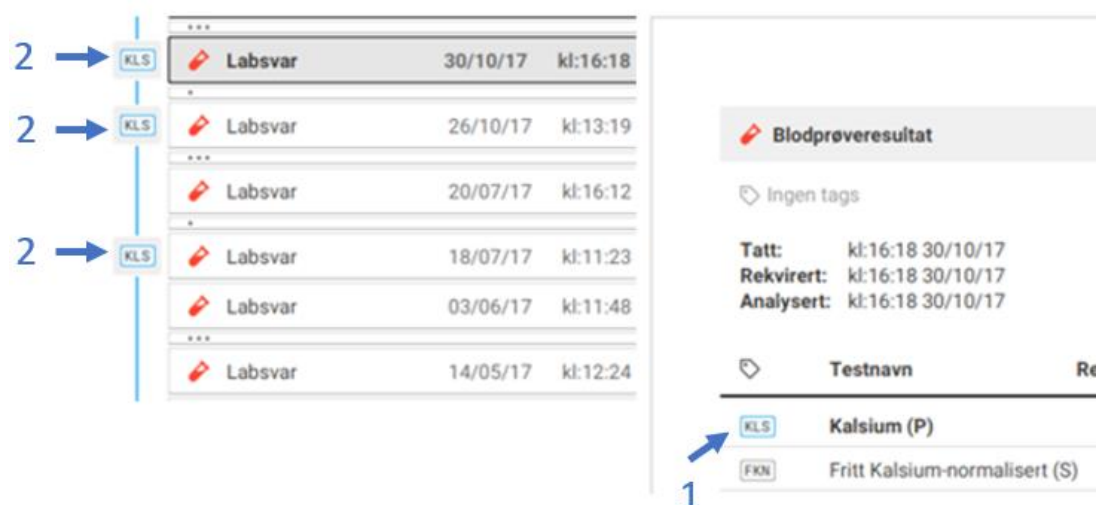 2 KLS Labsvar 30/10/17 kl:16:18
2 KLS Labsvar 26/10/17 kl:13:19
Labsvar 20/07/17 kl:16:12
2 KLS Labsvar 18/07/17 kl:11:23
Labsvar 03/06/17 kl:11:48
Labsvar 14/05/17 kl:12:24
Blodprøveresultat
Ingen tags
Tatt: kl:16:18 30/10/17
Rekvirert: kl:16:18 30/10/17
Analysert: kl:16:18 30/10/17
Testnavn Re
KLS Kalsium (P)
FKN Fritt Kalsium-normalisert (S)
1